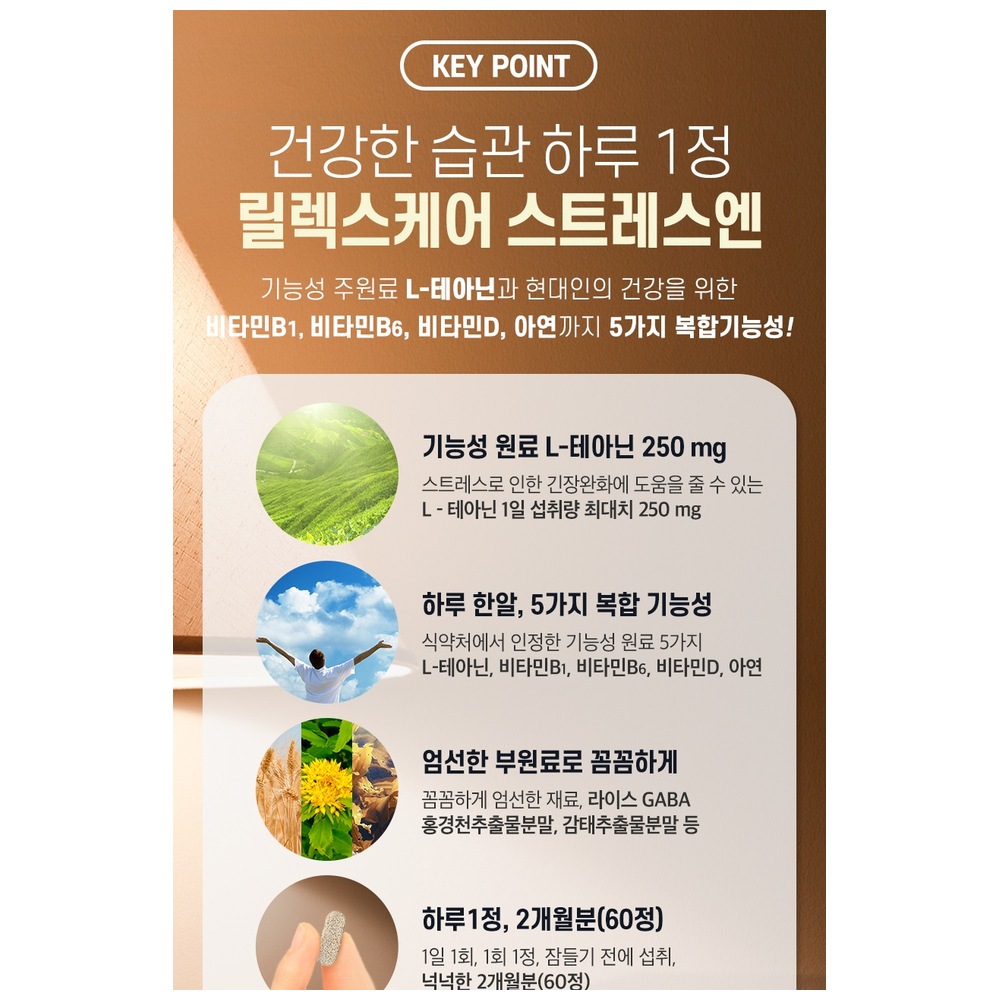 KEY POINT
건강한 습관 하루 1정
릴렉스케어 스트레스엔
기능성 주원료 L-테아닌과 현대인의 건강을 위한
비타민B1, 비타민B6, 비타민D, 아연까지 5가지 복합기능성!
기능성 원료 L-테아닌 250 mg
스트레스로 인한 긴장완화에 도움을 줄 수 있는
L - 테아닌 1일 섭취량 최대치 250 mg
하루 한알, 5가지 복합 기능성
식약처에서 인정한 기능성 원료 5가지
L-테아닌, 비타민B1, 비타민B6, 비타민D, 아연
엄선한 부원료로 꼼꼼하게
꼼꼼하게 엄선한 재료, 라이스 GABA
홍경천추출물분말, 감태추출물분말 등
하루1정, 2개월분(60정)
1일 1회, 1회 1정, 잠들기 전에 섭취,
넉넉한 2개월분(60정)